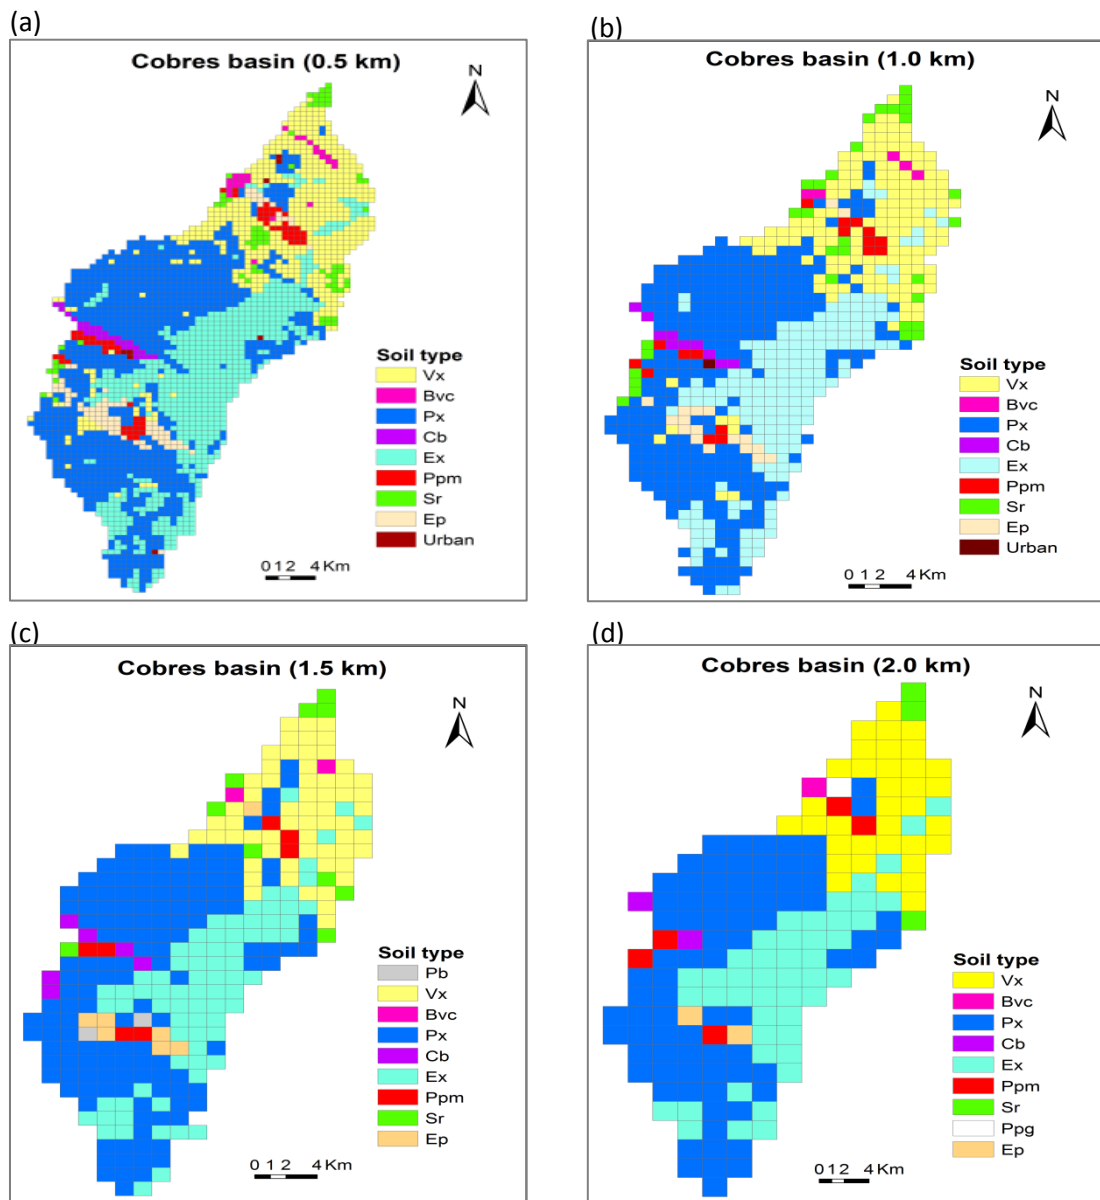 (a)
Cobres basin (0.5 km)
N
Soil type
Vx
Bvc
Px
Cb
Ex
Ppm
Sr
Ep
Urban
0 1 2 4 Km
(b)
Cobres basin (1.0 km)
N
Soil type
Vx
Bvc
Px
Cb
Ex
Ppm
Sr
Ep
Urban
0 1 2 4 Km
(c)
Cobres basin (1.5 km)
N
Soil type
Pb
Vx
Bvc
Px
Cb
Ex
Ppm
Sr
Ep
0 1 2 4 Km
(d)
Cobres basin (2.0 km)
N
Soil type
Vx
Bvc
Px
Cb
Ex
Ppm
Sr
Ppg
Ep
0 1 2 4 Km